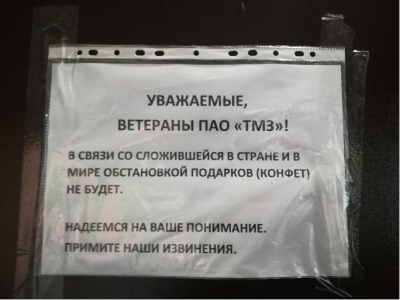 УВАЖАЕМЫЕ,
ВЕТЕРАНЫ ПАО «ТМЗ»!
В СВЯЗИ СО СЛОЖИВШЕЙСЯ В СТРАНЕ И В
МИРЕ ОБСТАНОВКОЙ ПОДАРКОВ (КОНФЕТ)
НЕ БУДЕТ.
НАДЕЕМСЯ НА ВАШЕ ПОНИМАНИЕ.
ПРИМИТЕ НАШИ ИЗВИНЕНИЯ.